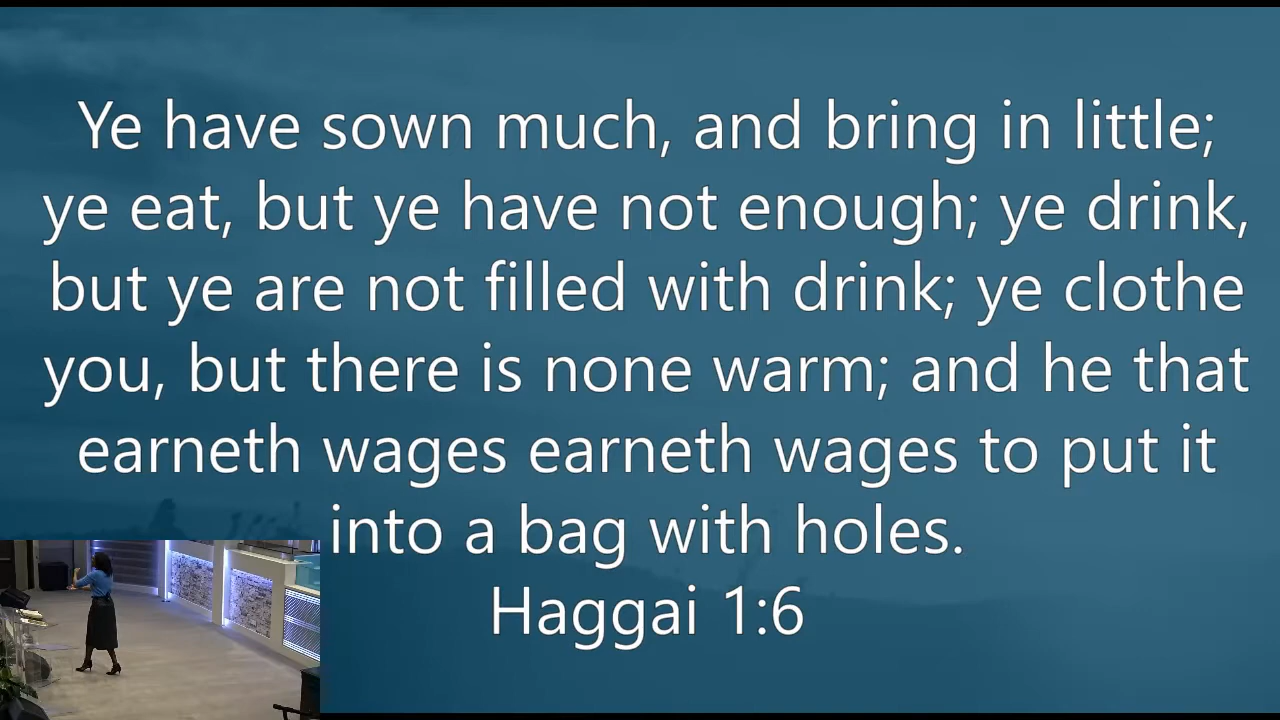 Ye have sown much, and bring in little;
ye eat, but ye have not enough; ye drink,
but ye are not filled with drink; ye clothe
you, but there is none warm; and he that
earneth wages earneth wages to put it
into a bag with holes.
Haggai 1:6